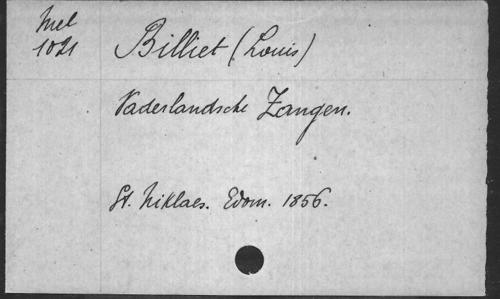 Mel
1021
Billiet (Louis)
Vaderlandsche Zangen.
St. Niklaes. Edom. 1856.